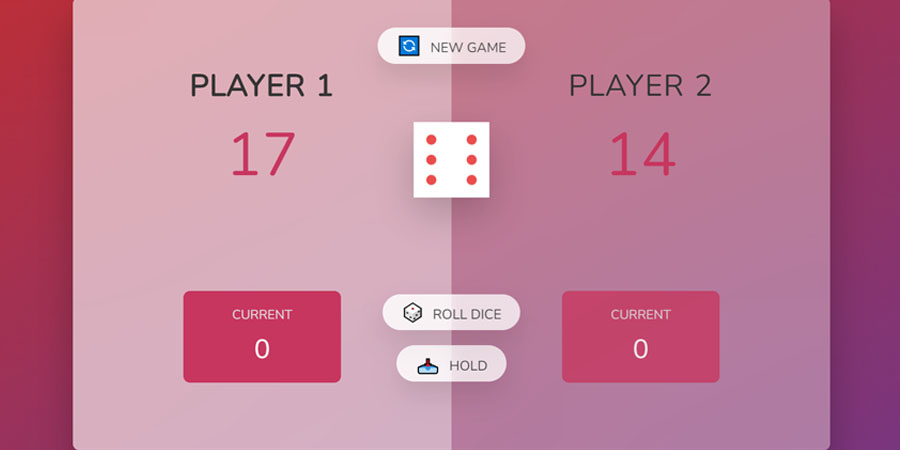 NEW GAME
PLAYER 1
PLAYER 2
17
14
CURRENT
0
CURRENT
0
ROLL DICE
HOLD